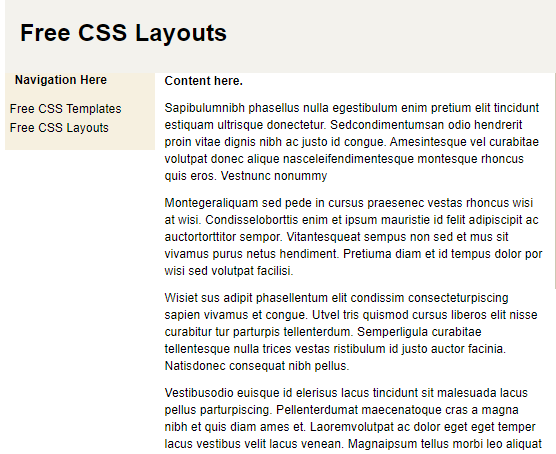 Free CSS Layouts
Navigation Here
Free CSS Templates
Free CSS Layouts
Content here.
Sapibulumnibh phasellus nulla egestibulum enim pretium elit tincidunt
estiquam ultrisque donectetur. Sedcondimentumsan odio hendrerit
proin vitae dignis nibh ac justo id congue. Amesintesque vel curabitae
volutpat donec alique nasceleifendimentesque montesque rhoncus
quis eros. Vestnunc nonummy
Montegeraliquam sed pede in cursus praesenec vestas rhoncus wisi
at wisi. Condisseloborttis enim et ipsum mauristie id felit adipiscipit ac
auctortorttitor sempor. Vitantesqueat sempus non sed et mus sit
vivamus purus netus hendiment. Pretiuma diam et id tempus dolor por
wisi sed volutpat facilisi.
Wisiet sus adipit phasellentum elit condissim consecteturpiscing
sapien vivamus et congue. Utvel tris quismod cursus liberos elit nisse
curabitur tur parturpis tellenterdum. Semperligula curabitae
tellentesque nulla trices vestas ristibulum id justo auctor facinia.
Natisdonec consequat nibh pellus.
Vestibusodio euisque id elerisus lacus tincidunt sit malesuada lacus
pellus parturpiscing. Pellenterdumat maecenatoque cras a magna
nibh et quis diam ames et. Laoremvolutpat ac dolor eget eget temper
lacus vestibus velit lacus venean. Magnaipsum tellus morbi leo aliquat